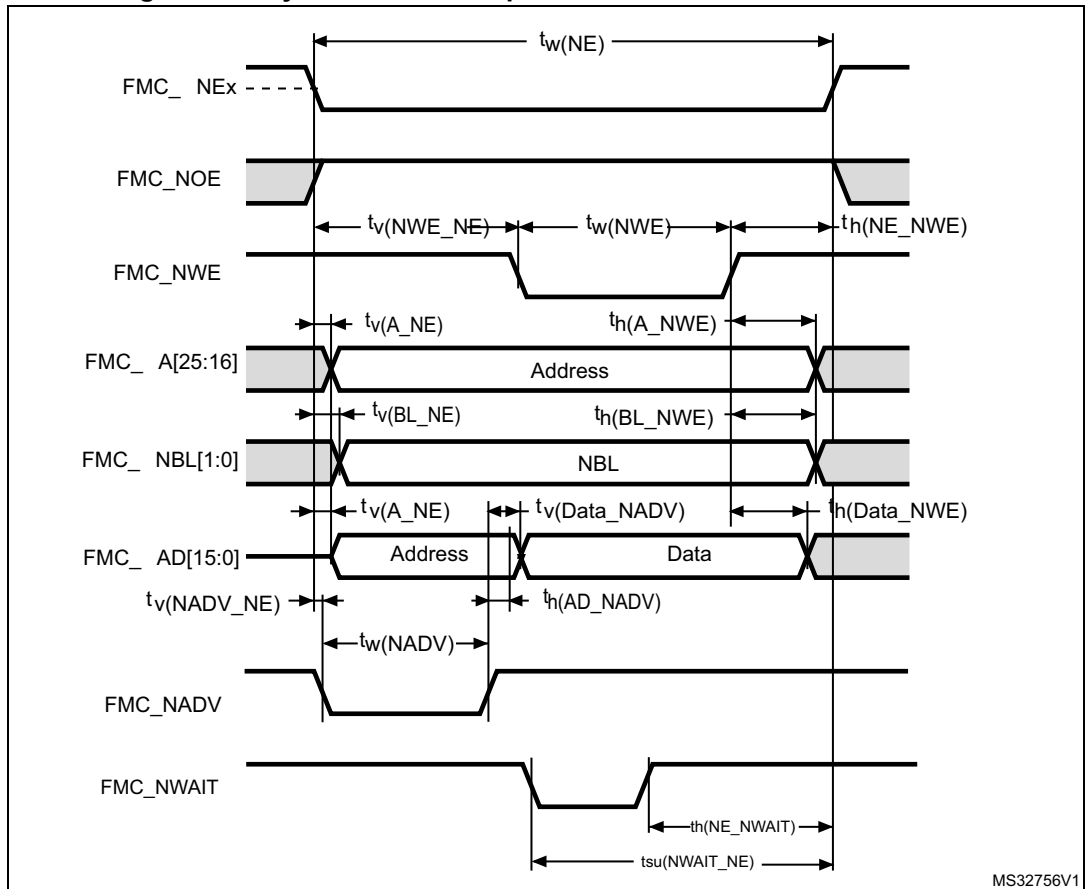 tw(NE)
FMC_ NEx
FMC_NOE
tv(NWE_NE) tw(NWE) th(NE_NWE)
FMC_NWE
tv(A_NE) th(A_NWE)
FMC_ A[25:16] Address
tv(BL_NE) th(BL_NWE)
FMC_ NBL[1:0] NBL
tv(A_NE) tv(Data_NADV) th(Data_NWE)
FMC_ AD[15:0] Address Data
tv(NADV_NE) th(AD_NADV)
tw(NADV)
FMC_NADV
FMC_NWAIT
th(NE_NWAIT)
tsu(NWAIT_NE)
MS32756V1